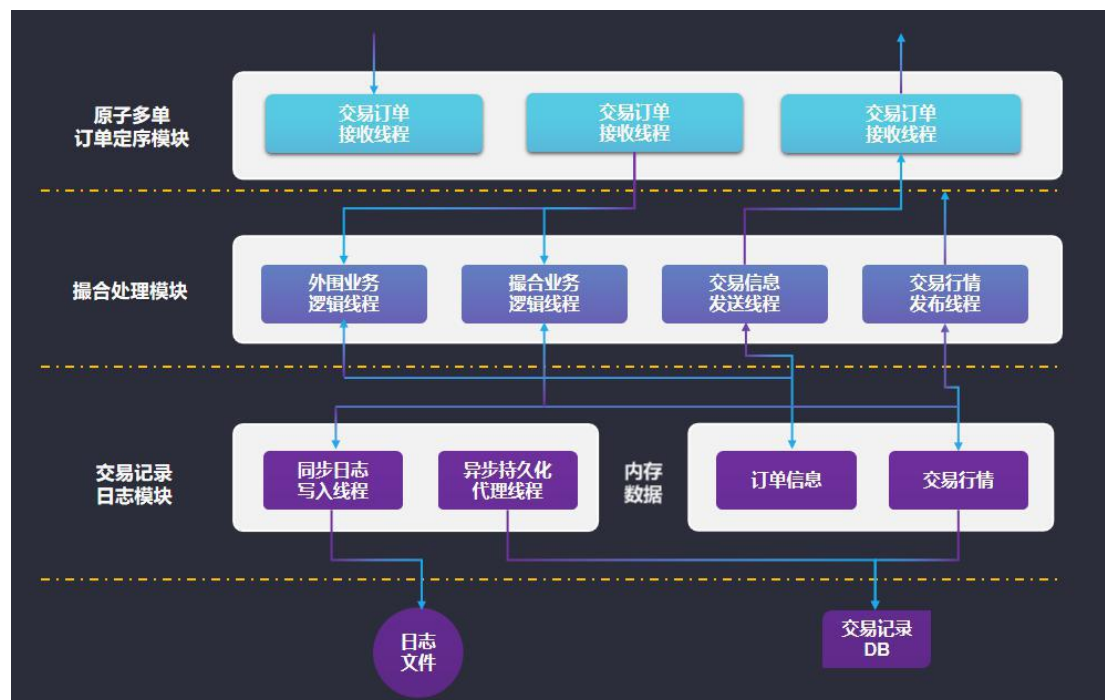 原子多单
订单定序模块
交易订单
接收线程
交易订单
接收线程
交易订单
接收线程
撮合处理模块
外围业务
逻辑线程
撮合业务
逻辑线程
交易信息
发送线程
交易行情
发布线程
交易记录
日志模块
同步日志
写入线程
异步持久化
代理线程
内存
数据
订单信息
交易行情
日志
文件
交易记录
DB